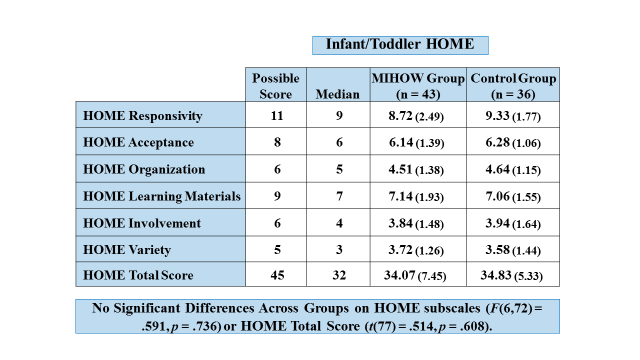 Infant/Toddler HOME
Possible Score Median MIHOW Group (n = 43) Control Group (n = 36)
HOME Responsivity 11 9 8.72 (2.49) 9.33 (1.77)
HOME Acceptance 8 6 6.14 (1.39) 6.28 (1.06)
HOME Organization 6 5 4.51 (1.38) 4.64 (1.15)
HOME Learning Materials 9 7 7.14 (1.93) 7.06 (1.55)
HOME Involvement 6 4 3.84 (1.48) 3.94 (1.64)
HOME Variety 5 3 3.72 (1.26) 3.58 (1.44)
HOME Total Score 45 32 34.07 (7.45) 34.83 (5.33)
No Significant Differences Across Groups on HOME subscales (F(6,72) =
.591, p = .736) or HOME Total Score (t(77) = .514, p = .608).